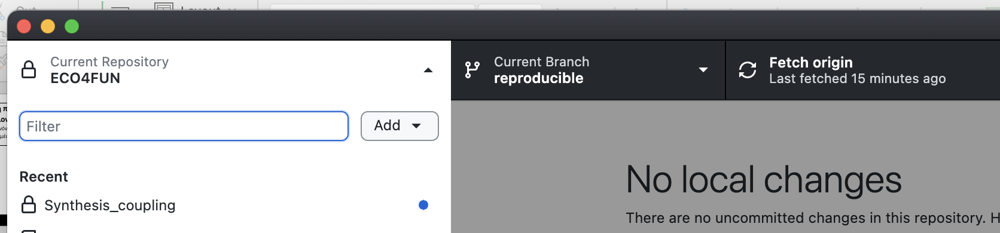 Current Repository
ECO4FUN
Current Branch
reproducible
Fetch origin
Last fetched 15 minutes ago
Filter
Add
Recent
Synthesis_coupling
No local changes
There are no uncommitted changes in this repository. H